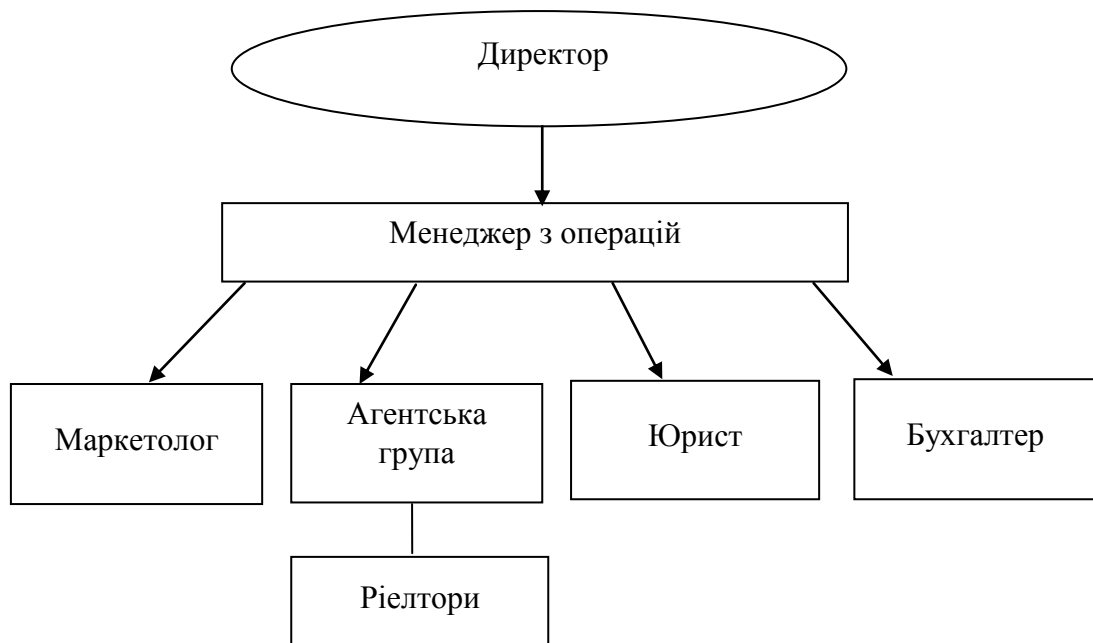 Директор
Менеджер з операцій
Маркетолог
Агентська
група
Юрист
Бухгалтер
Ріелтори